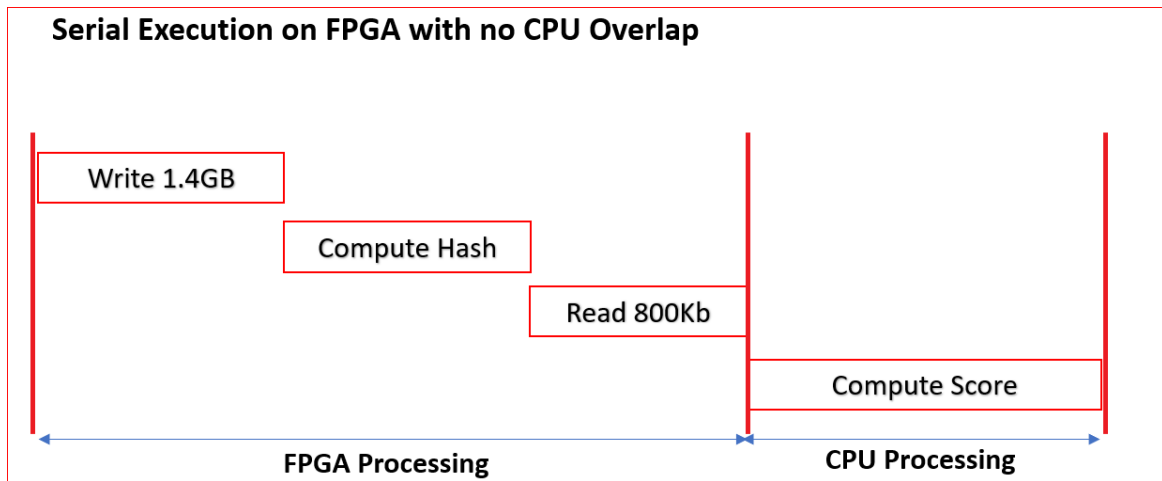 Serial Execution on FPGA with no CPU Overlap
Write 1.4GB
Compute Hash
Read 800Kb
Compute Score
FPGA Processing
CPU Processing